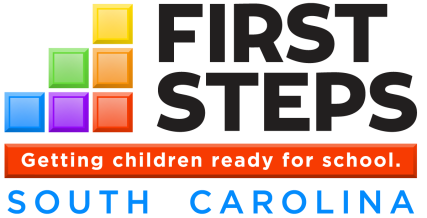 FIRST
STEPS
Getting children ready for school.
SOUTH CAROLINA